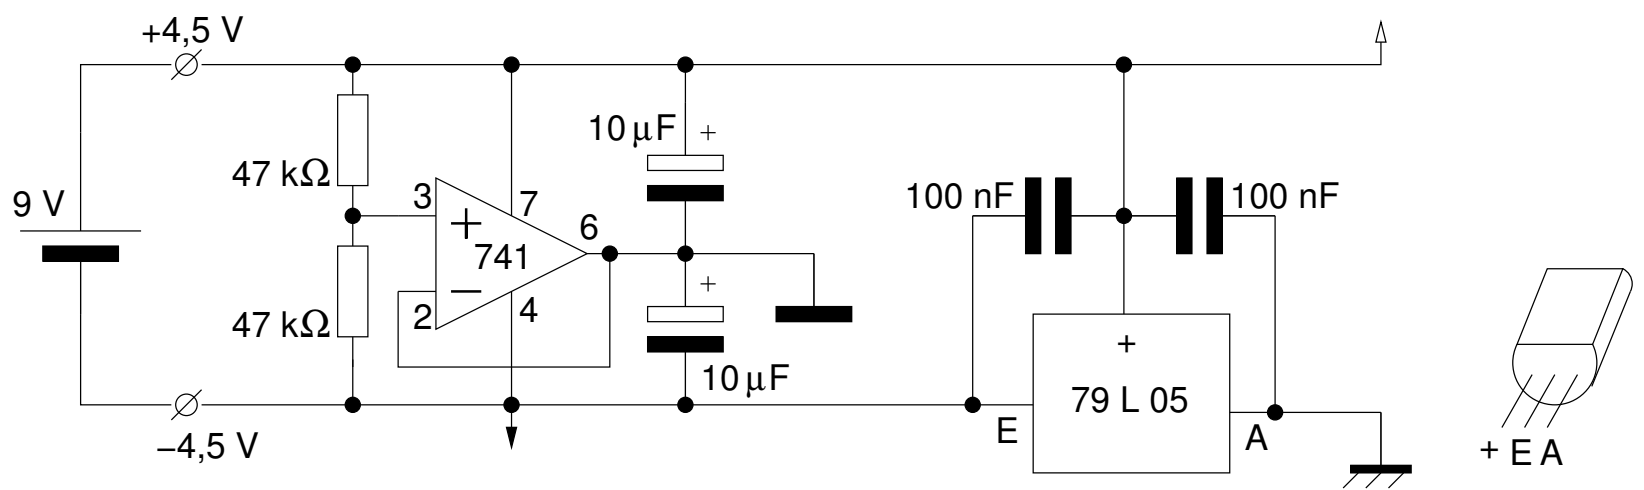 +4,5 V
9 V
47 kΩ
47 kΩ
−4,5 V
3
+
7
741
6
−
2
4
10 µF
+
+
10 µF
100 nF
100 nF
+
79 L 05
E
A
+ E A